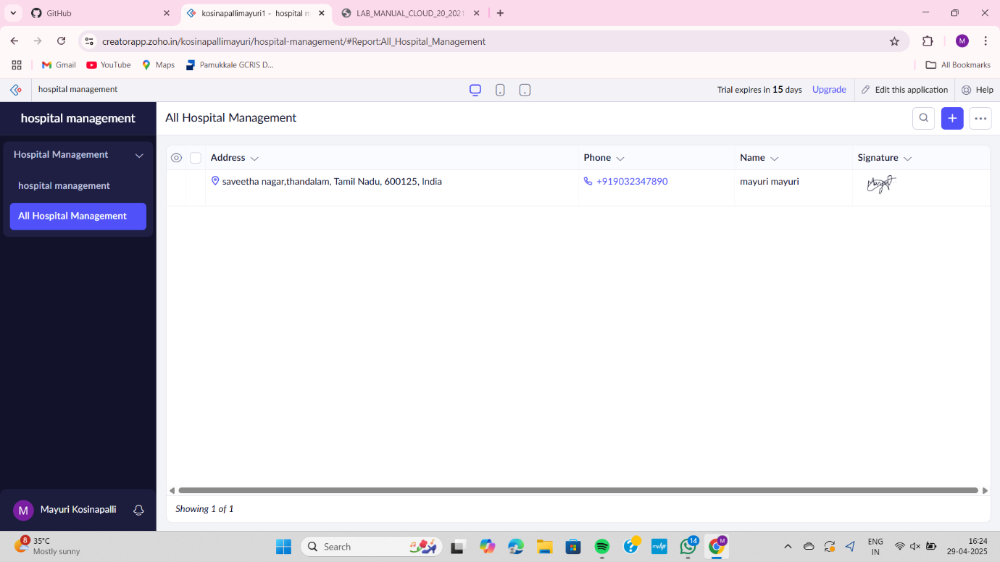 GitHub
kosinapallimayuri1 - hospital m
LAB_MANUAL_CLOUD_20_2021
creatorapp.zoho.in/kosinapallimayuri/hospital-management/#Report:All_Hospital_Management
M
Gmail
YouTube
Maps
Pamukkale GCRIS D...
All Bookmarks
hospital management
Trial expires in 15 days
Upgrade
Edit this application
Help
hospital management
All Hospital Management
Hospital Management
hospital management
All Hospital Management
Address
Phone
Name
Signature
saveetha nagar,thandalam, Tamil Nadu, 600125, India
+919032347890
mayuri mayuri
Showing 1 of 1
M
Mayuri Kosinapalli
8
35°C
Mostly sunny
Search
14
M
ENG
IN
16:24
29-04-2025